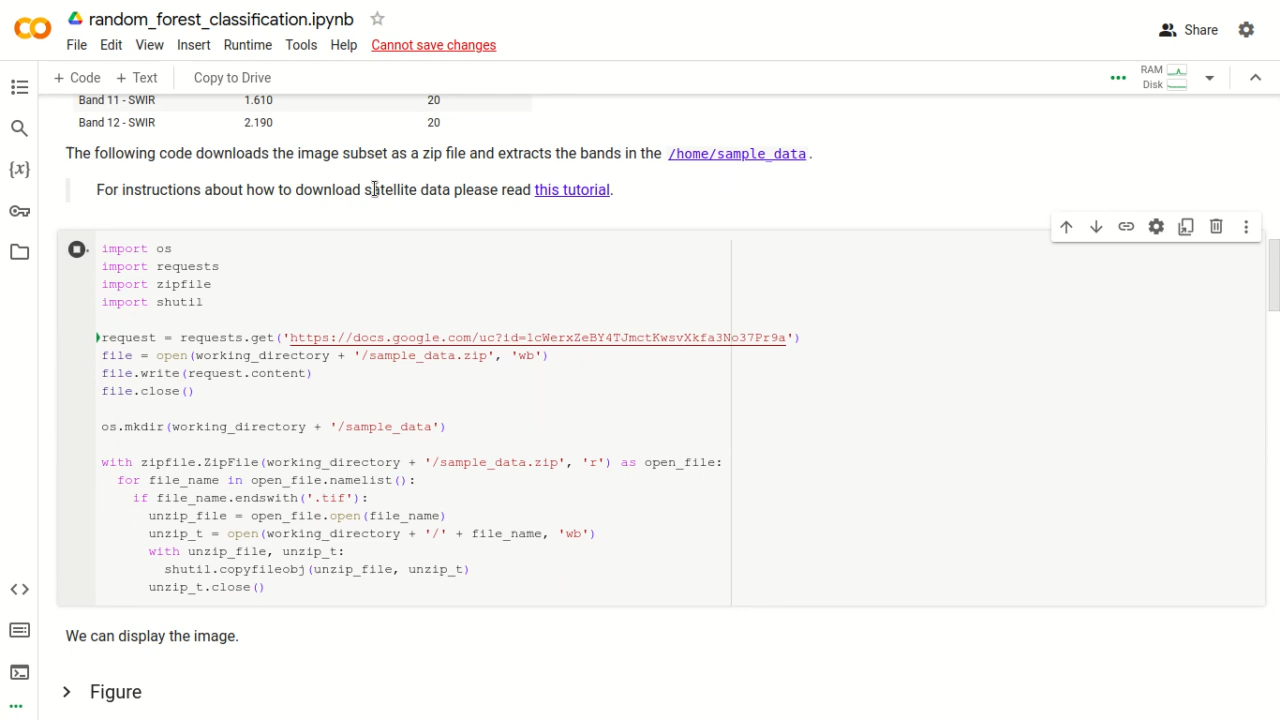 random_forest_classification.ipynb
File Edit View Insert Runtime Tools Help Cannot save changes
Share
+ Code + Text Copy to Drive
RAM
Disk
Band 11 - SWIR 1.610 20
Band 12 - SWIR 2.190 20
The following code downloads the image subset as a zip file and extracts the bands in the /home/sample_data.
For instructions about how to download satellite data please read this tutorial.
import os
import requests
import zipfile
import shutil
request = requests.get('https://docs.google.com/uc?id=1cWerxZeBY4TJmctKwsvXkfa3No37Pr9a')
file = open(working_directory + '/sample_data.zip', 'wb')
file.write(request.content)
file.close()
os.mkdir(working_directory + '/sample_data')
with zipfile.ZipFile(working_directory + '/sample_data.zip', 'r') as open_file:
for file_name in open_file.namelist():
if file_name.endswith('.tif'):
unzip_file = open_file.open(file_name)
unzip_t = open(working_directory + '/' + file_name, 'wb')
with unzip_file, unzip_t:
shutil.copyfileobj(unzip_file, unzip_t)
unzip_t.close()
We can display the image.
Figure